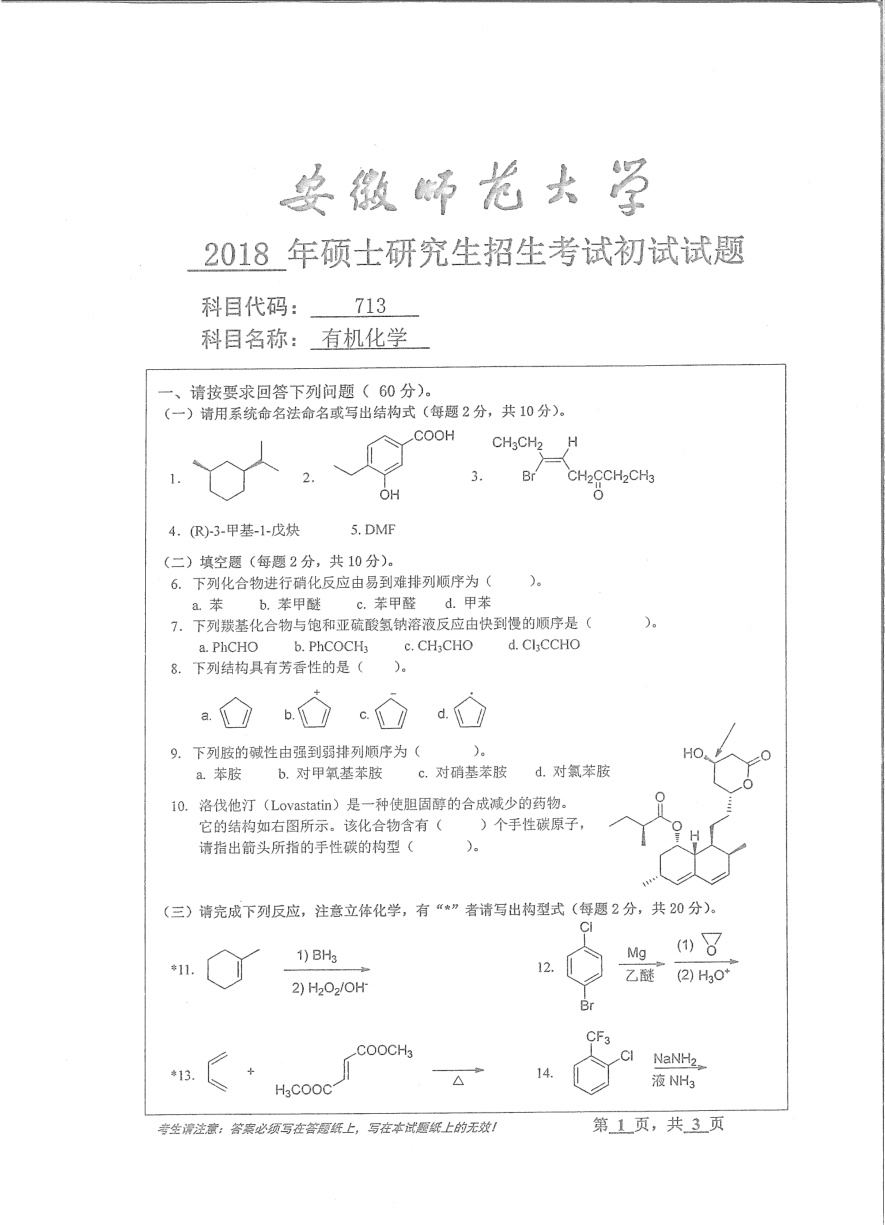 安徽师范大学
2018 年硕士研究生招生考试初试试题
科目代码： 713
科目名称： 有机化学
一、请按要求回答下列问题（ 60 分）。
（一）请用系统命名法命名或写出结构式（每题 2 分，共 10 分）。
1. 2. COOH OH 3. CH3CH2 H Br CH2CCH2CH3 O
4. (R)-3-甲基-1-戊炔 5. DMF
（二）填空题（每题 2 分，共 10 分）。
6. 下列化合物进行硝化反应由易到难排列顺序为（ ）。
a. 苯 b. 苯甲醚 c. 苯甲醛 d. 甲苯
7. 下列羰基化合物与饱和亚硫酸氢钠溶液反应由快到慢的顺序是（ ）。
a. PhCHO b. PhCOCH3 c. CH3CHO d. Cl3CCHO
8. 下列结构具有芳香性的是（ ）。
a. b. + c. − d. ·
9. 下列胺的碱性由强到弱排列顺序为（ ）。
a. 苯胺 b. 对甲氧基苯胺 c. 对硝基苯胺 d. 对氯苯胺
10. 洛伐他汀（Lovastatin）是一种使胆固醇的合成减少的药物。
它的结构如右图所示。该化合物含有（ ）个手性碳原子，
请指出箭头所指的手性碳的构型（ ）。
HO O O O O H
（三）请完成下列反应，注意立体化学，有“*”者请写出构型式（每题 2 分，共 20 分）。
*11. 1) BH3 2) H2O2/OH-
12. Cl Br Mg 乙醚 (1) O (2) H3O+
*13. + COOCH3 H3COOC △
14. CF3 Cl NaNH2 液 NH3
考生请注意：答案必须写在答题纸上，写在本试题纸上的无效！ 第 1 页，共 3 页